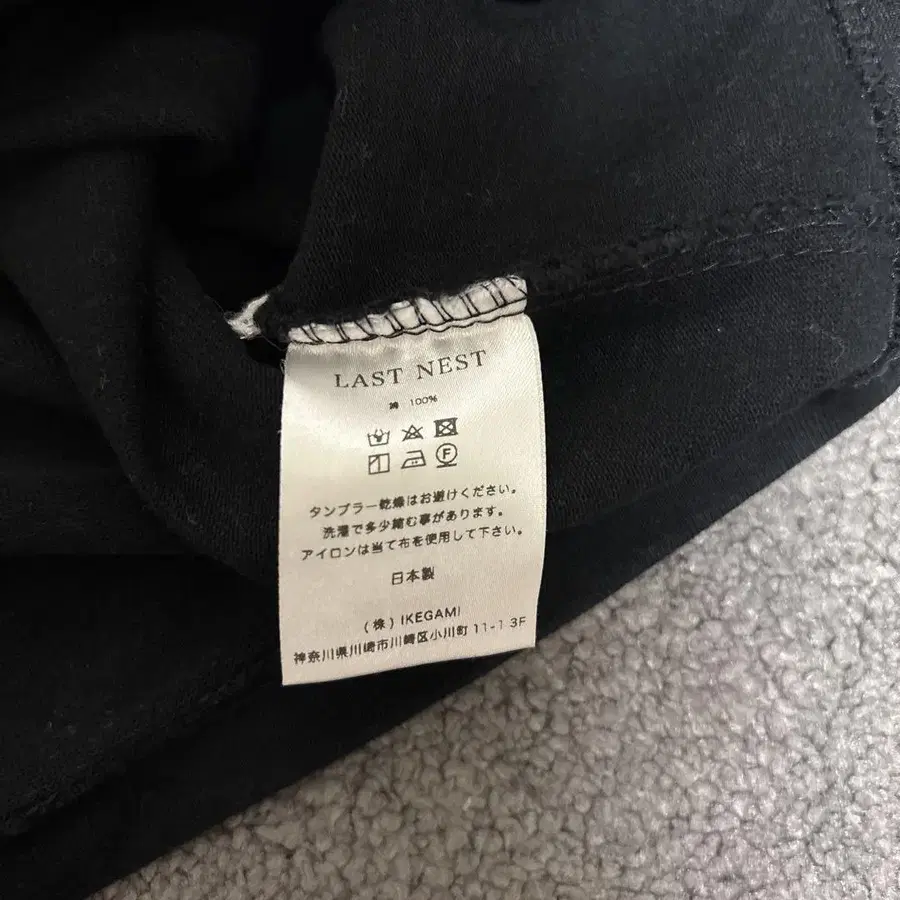 LAST NEST
綿 100%
F
タンブラー乾燥はお避けください。
洗濯で多少縮む事があります。
アイロンは当て布を使用して下さい。
日本製
(株) IKEGAMI
神奈川県川崎市川崎区小川町 11-1 3F